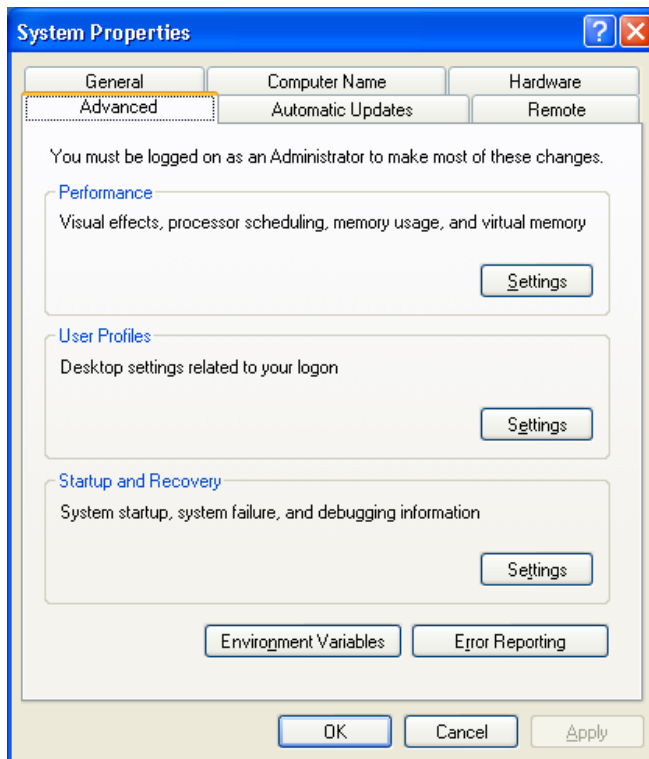 System Properties
General Computer Name Hardware
Advanced Automatic Updates Remote
You must be logged on as an Administrator to make most of these changes.
Performance
Visual effects, processor scheduling, memory usage, and virtual memory
Settings
User Profiles
Desktop settings related to your logon
Settings
Startup and Recovery
System startup, system failure, and debugging information
Settings
Environment Variables Error Reporting
OK Cancel Apply